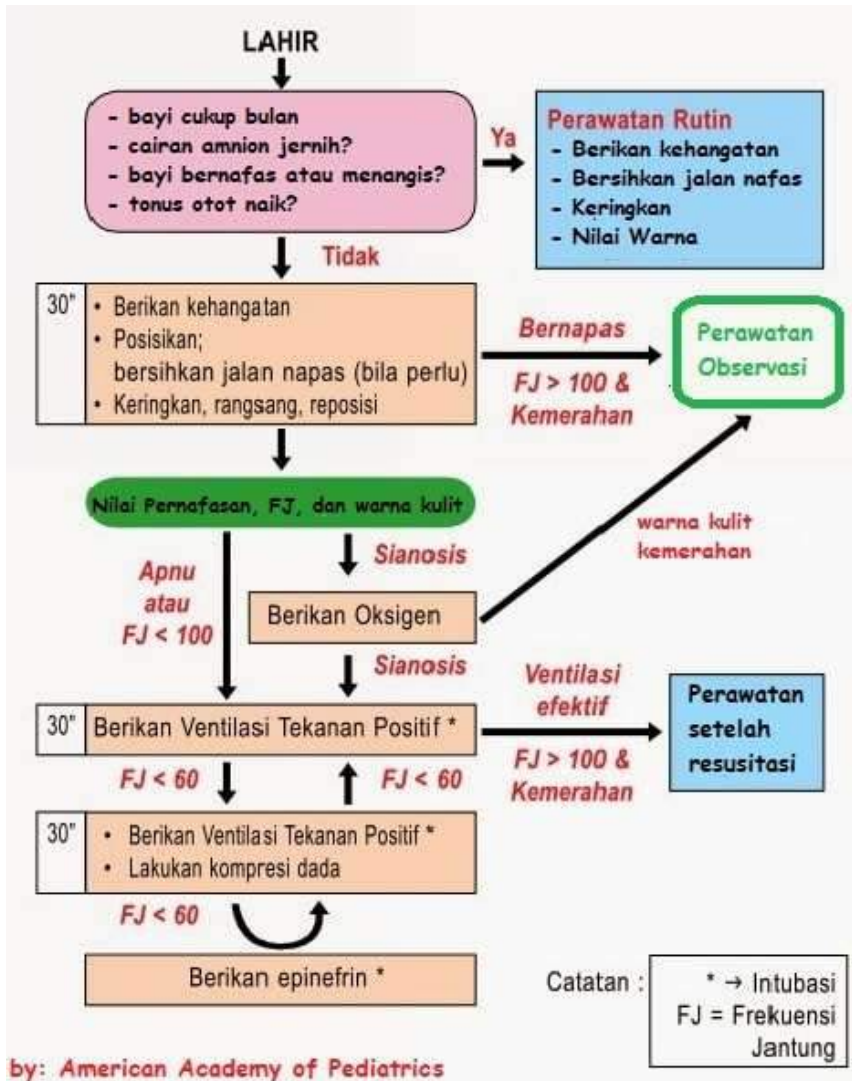 LAHIR
- bayi cukup bulan
- cairan amnion jernih?
- bayi bernafas atau menangis?
- tonus otot naik?
Ya
Perawatan Rutin
- Berikan kehangatan
- Bersihkan jalan nafas
- Keringkan
- Nilai Warna
Tidak
30"
• Berikan kehangatan
• Posisikan;
bersihkan jalan napas (bila perlu)
• Keringkan, rangsang, reposisi
Bernapas
FJ > 100 &
Kemerahan
Perawatan
Observasi
Nilai Pernafasan, FJ, dan warna kulit
Apnu
atau
FJ < 100
Sianosis
warna kulit
kemerahan
Berikan Oksigen
Sianosis
30"
Berikan Ventilasi Tekanan Positif *
Ventilasi
efektif
FJ > 100 &
Kemerahan
Perawatan
setelah
resusitasi
FJ < 60
FJ < 60
30"
• Berikan Ventilasi Tekanan Positif *
• Lakukan kompresi dada
FJ < 60
Berikan epinefrin *
Catatan :
* → Intubasi
FJ = Frekuensi
Jantung
by: American Academy of Pediatrics